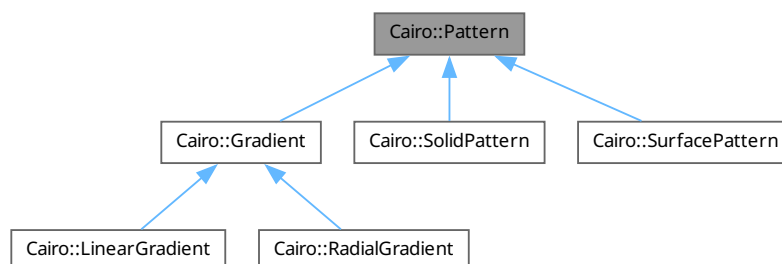 Cairo::Pattern
Cairo::Gradient
Cairo::SolidPattern
Cairo::SurfacePattern
Cairo::LinearGradient
Cairo::RadialGradient